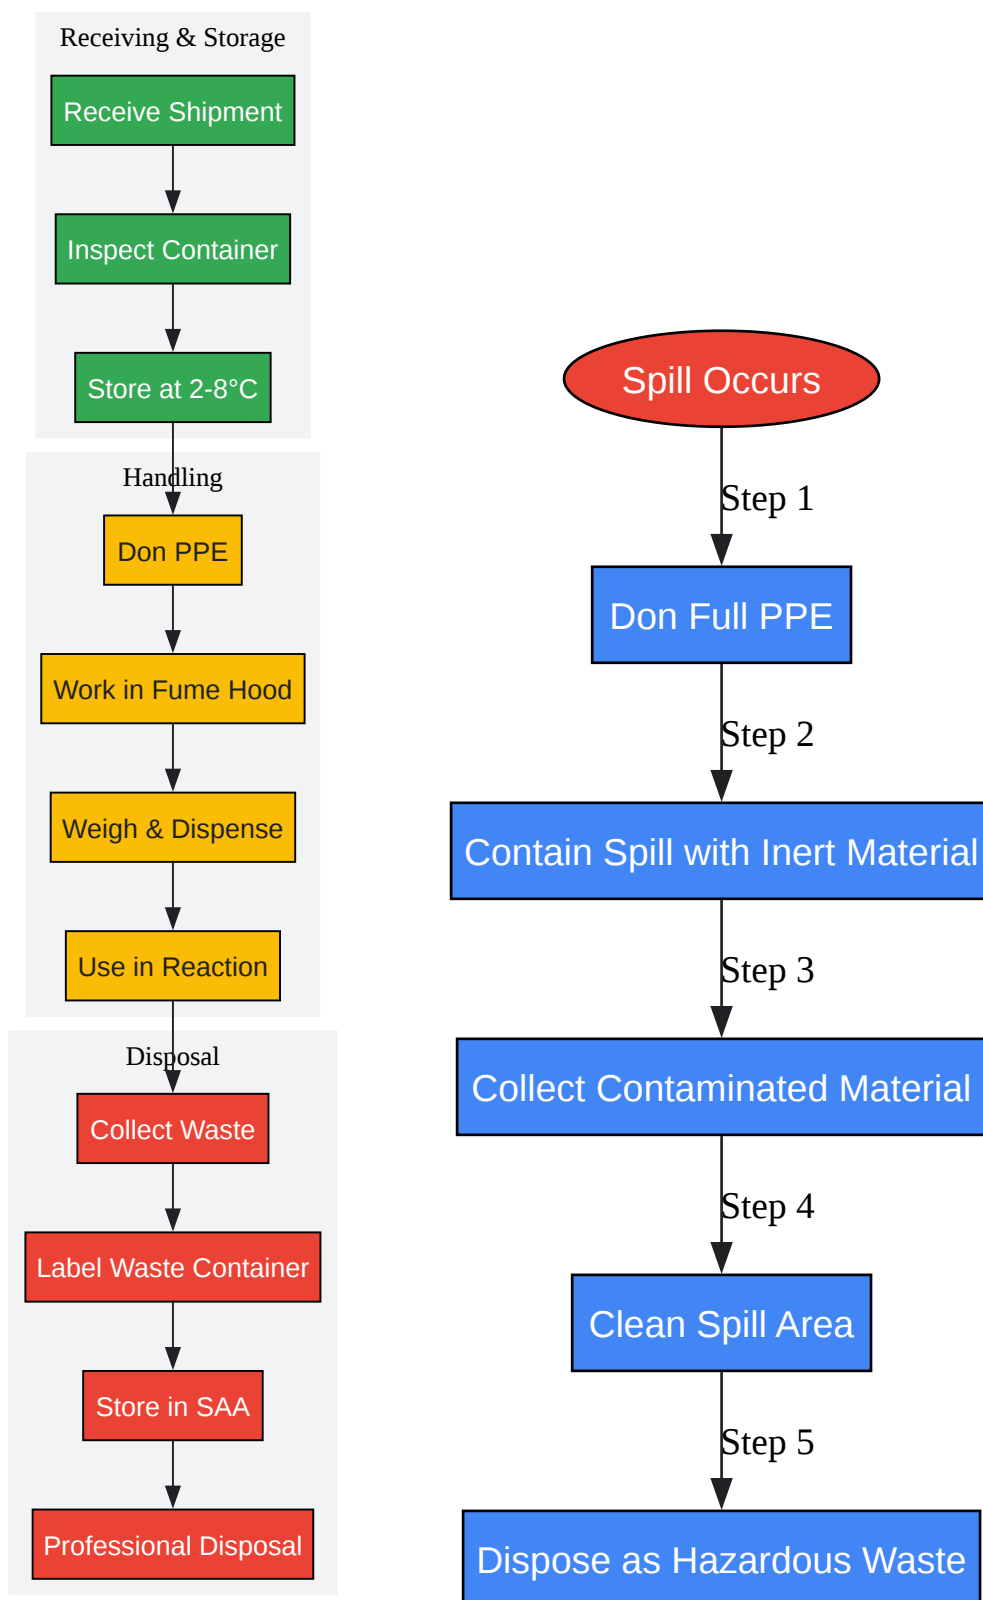 Receiving & Storage
Receive Shipment
Inspect Container
Store at 2-8°C
Handling
Don PPE
Work in Fume Hood
Weigh & Dispense
Use in Reaction
Disposal
Collect Waste
Label Waste Container
Store in SAA
Professional Disposal
Spill Occurs
Step 1
Don Full PPE
Step 2
Contain Spill with Inert Material
Step 3
Collect Contaminated Material
Step 4
Clean Spill Area
Step 5
Dispose as Hazardous Waste